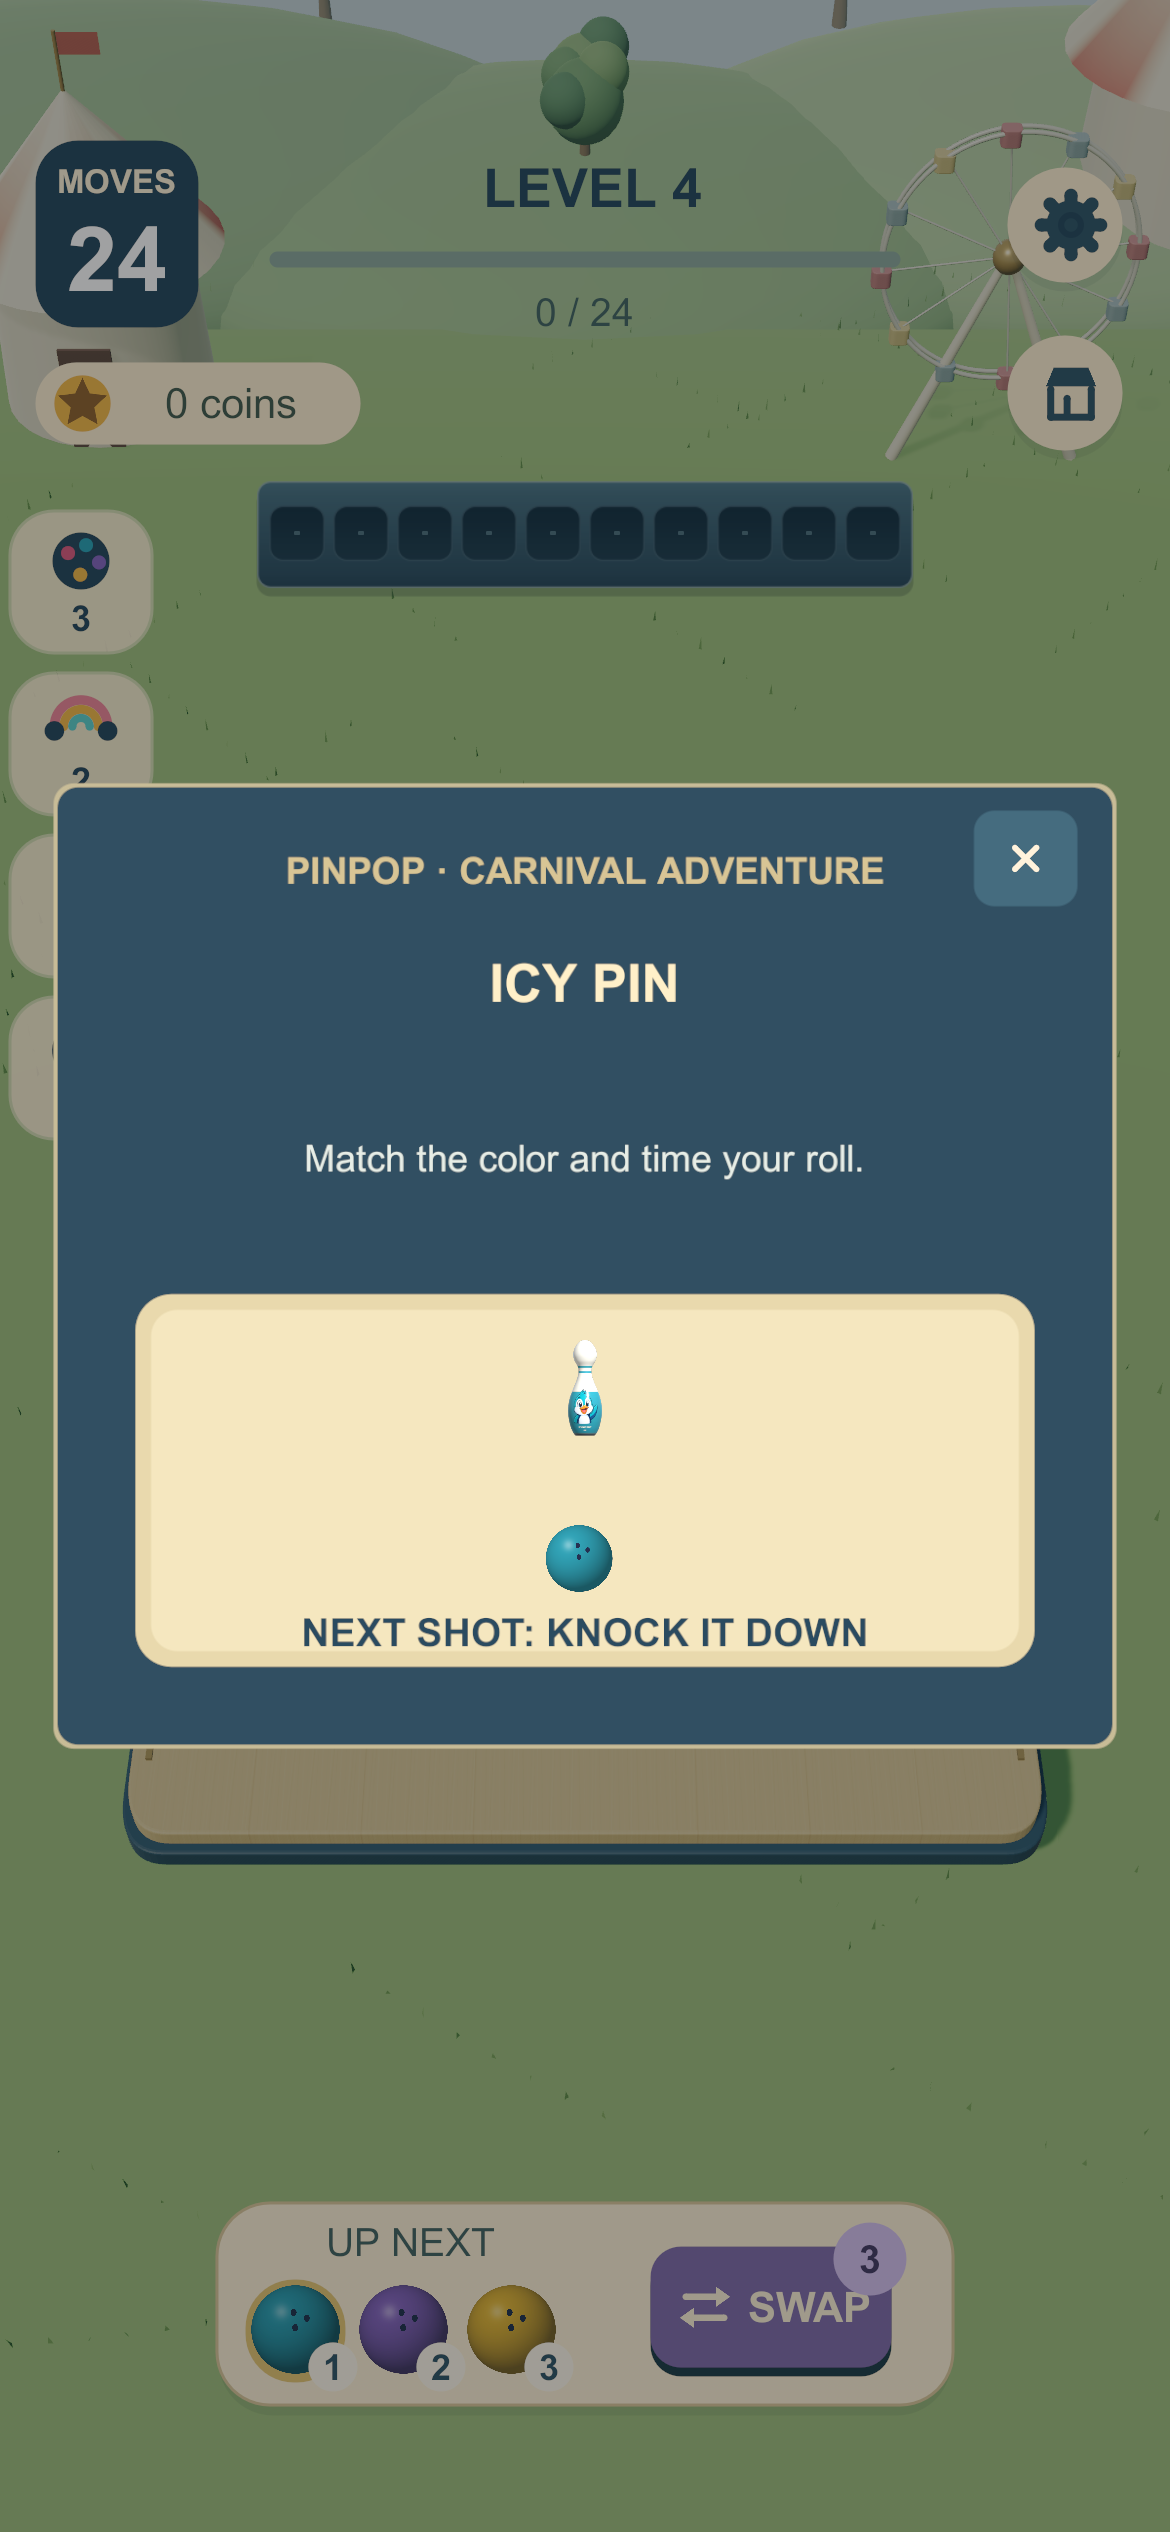 MOVES
24
LEVEL 4
0 / 24
0 coins
3
2
PINPOP · CARNIVAL ADVENTURE
ICY PIN
Match the color and time your roll.
NEXT SHOT: KNOCK IT DOWN
UP NEXT
1
2
3
SWAP
3